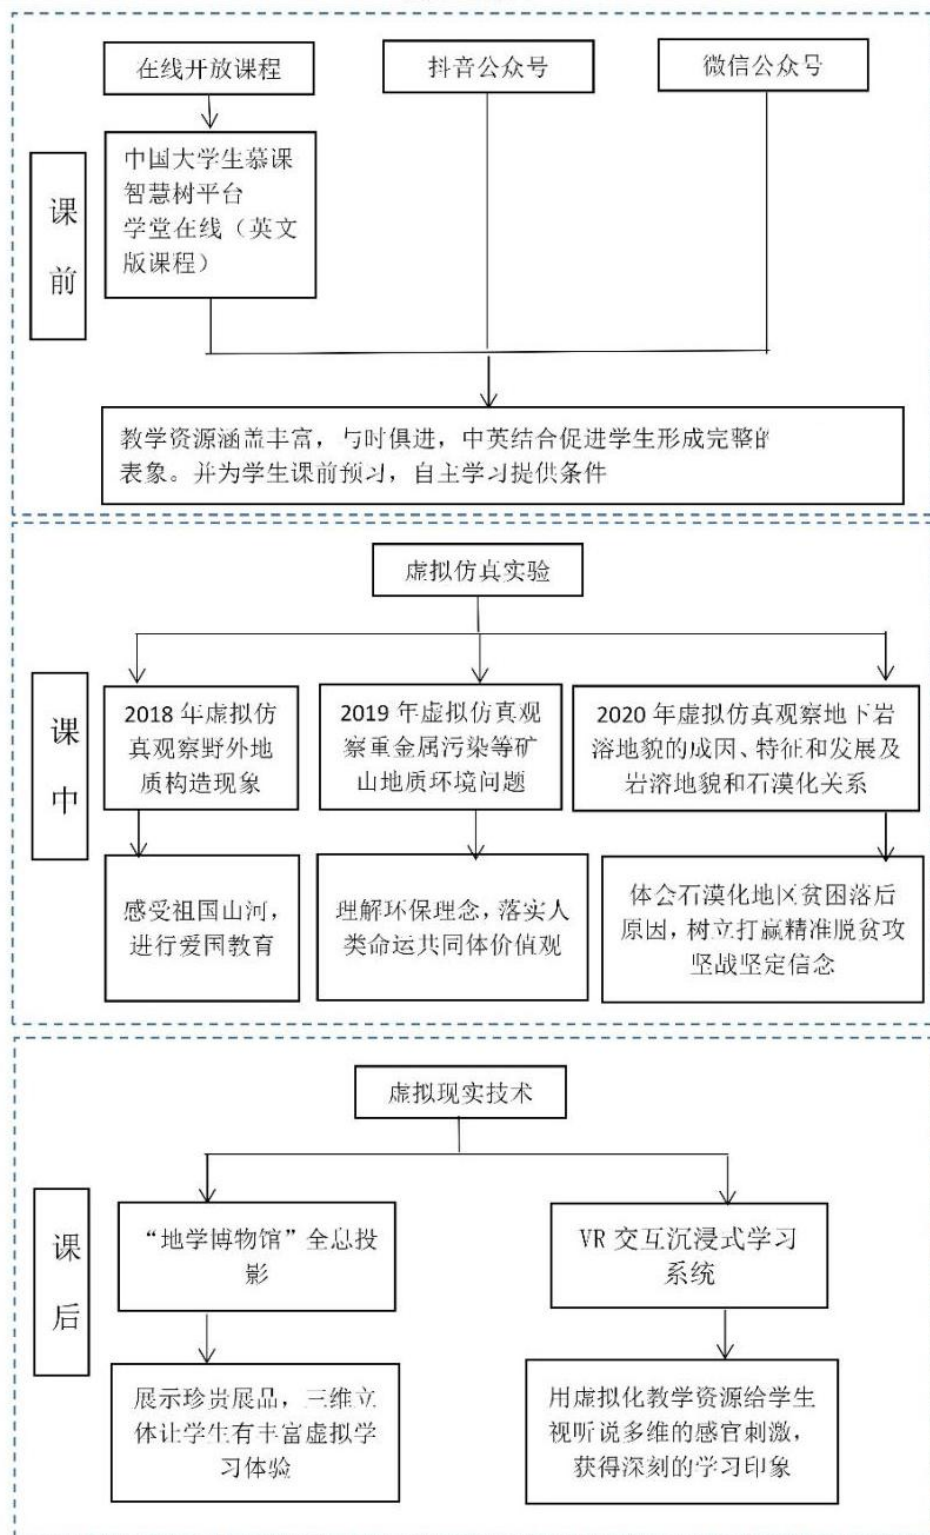 在线开放课程
抖音公众号
微信公众号
课
前
中国大学生慕课
智慧树平台
学堂在线（英文
版课程）
教学资源涵盖丰富，与时俱进，中英结合促进学生形成完整的
表象。并为学生课前预习，自主学习提供条件
虚拟仿真实验
课
中
2018 年虚拟仿
真观察野外地
质构造现象
2019 年虚拟仿真观
察重金属污染等矿
山地质环境问题
2020 年虚拟仿真观察地下岩
溶地貌的成因、特征和发展及
岩溶地貌和石漠化关系
感受祖国山河，
进行爱国教育
理解环保理念，落实人
类命运共同体价值观
体会石漠化地区贫困落后
原因，树立打赢精准脱贫攻
坚战坚定信念
虚拟现实技术
课
后
“地学博物馆”全息投
影
VR 交互沉浸式学习
系统
展示珍贵展品，三维立
体让学生有丰富虚拟学
习体验
用虚拟化教学资源给学生
视听说多维的感官刺激，
获得深刻的学习印象